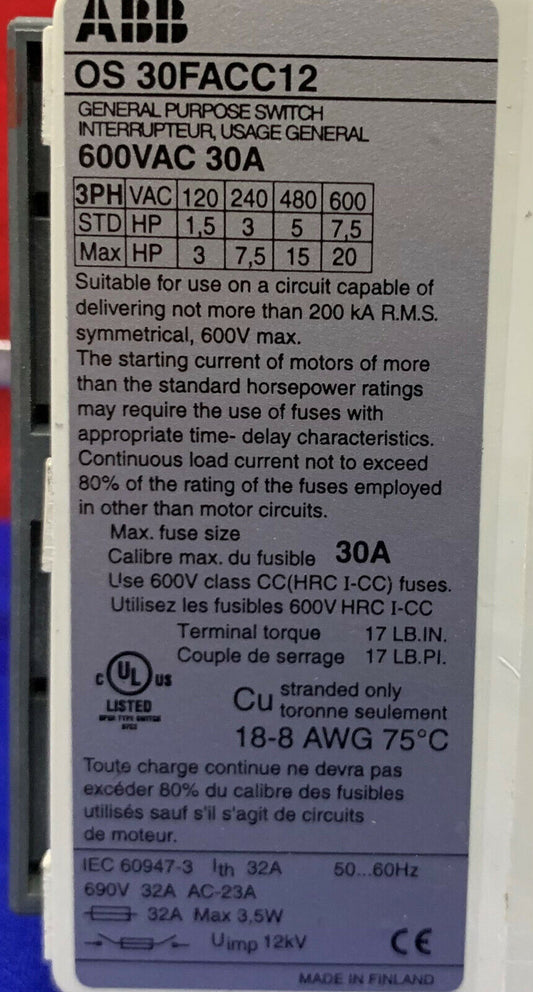 ABB
OS 30FACC12
GENERAL PURPOSE SWITCH
INTERRUPTEUR, USAGE GENERAL
600VAC 30A
3PH VAC 120 240 480 600
STD HP 1,5 3 5 7,5
Max HP 3 7,5 15 20
Suitable for use on a circuit capable of
delivering not more than 200 kA R.M.S.
symmetrical, 600V max.
The starting current of motors of more
than the standard horsepower ratings
may require the use of fuses with
appropriate time- delay characteristics.
Continuous load current not to exceed
80% of the rating of the fuses employed
in other than motor circuits.
Max. fuse size
Calibre max. du fusible 30A
Use 600V class CC(HRC I-CC) fuses.
Utilisez les fusibles 600V HRC I-CC
Terminal torque 17 LB.IN.
Couple de serrage 17 LB.PI.
C UL US
LISTED
OPEN TYPE SWITCH
Cu stranded only
toronne seulement
18-8 AWG 75°C
Toute charge continue ne devra pas
excéder 80% du calibre des fusibles
utilisés sauf s'il s'agit de circuits
de moteur.
IEC 60947-3 Ith 32A 50...60Hz
690V 32A AC-23A
32A Max 3,5W
Uimp 12kV CE
MADE IN FINLAND